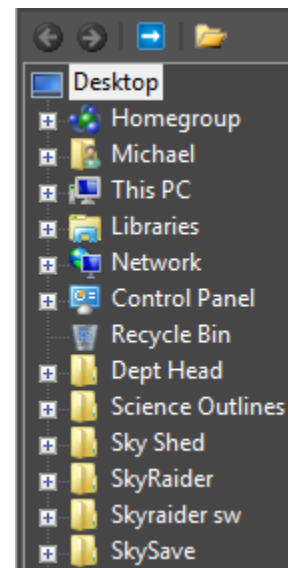 Desktop
Homegroup
Michael
This PC
Libraries
Network
Control Panel
Recycle Bin
Dept Head
Science Outlines
Sky Shed
SkyRaider
Skyraider sw
SkySave